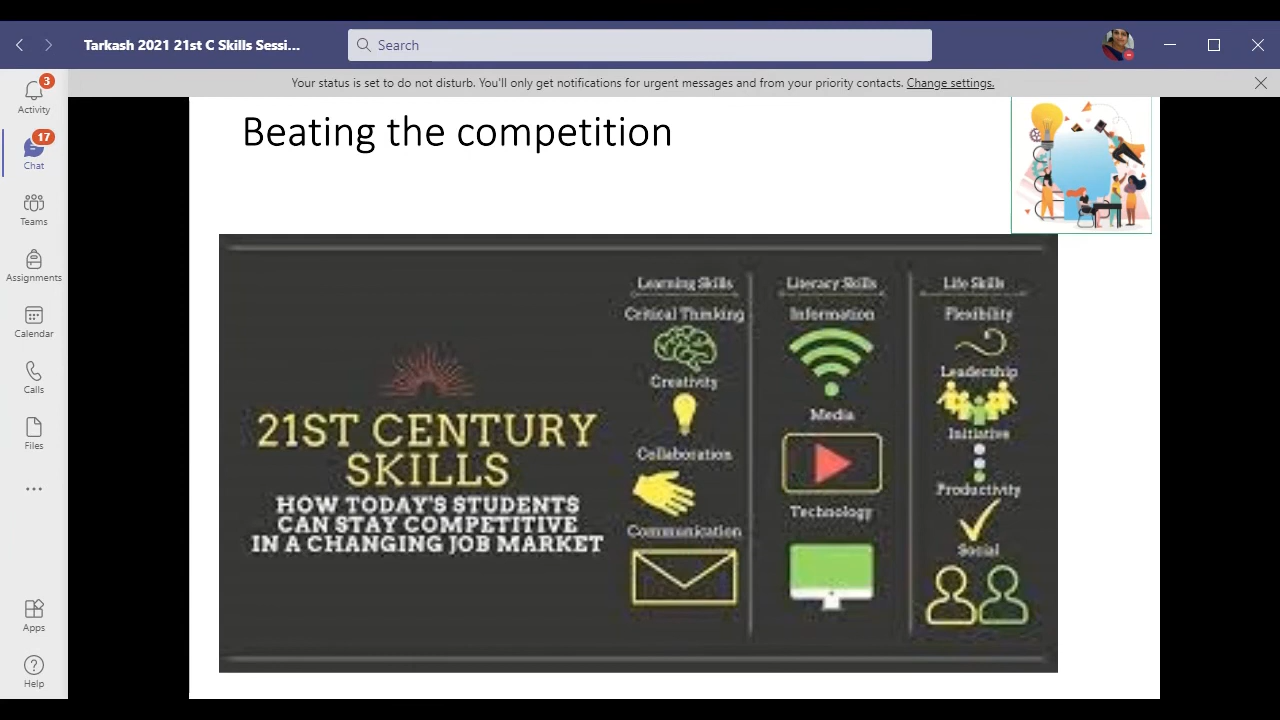 Tarkash 2021 21st C Skills Sessi...
Search
Your status is set to do not disturb. You'll only get notifications for urgent messages and from your priority contacts. Change settings.
3
Activity
17
Chat
Teams
Assignments
Calendar
Calls
Files
Apps
Help
Beating the competition
21ST CENTURY
SKILLS
HOW TODAY'S STUDENTS
CAN STAY COMPETITIVE
IN A CHANGING JOB MARKET
Learning Skills
Critical Thinking
Creativity
Collaboration
Communication
Literacy Skills
Information
Media
Technology
Life Skills
Flexibility
Leadership
Initiative
Productivity
Social